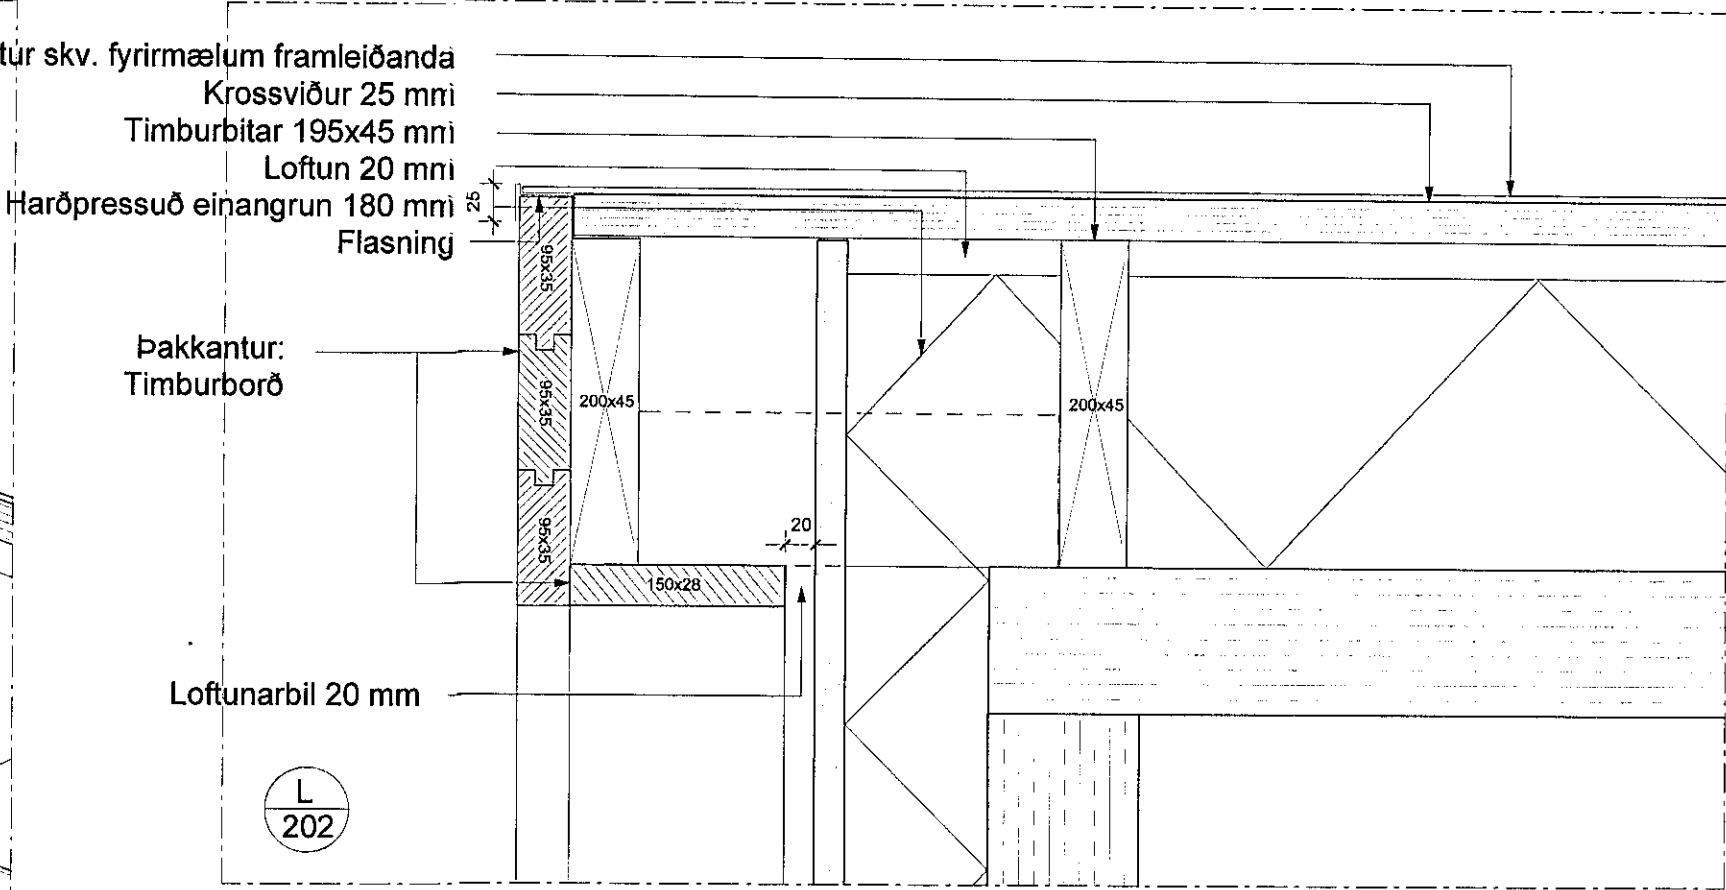 skv. fyrirmælum framleiðanda
Krossviður 25 mm
Timburbitar 195x45 mm
Loftun 20 mm
Harðpressuð einangrun 180 mm
25
Flasning
95x35
Þakkantur:
Timburborð
95x35
200x45
200x45
95x35
20
150x28
Loftunarbil 20 mm
L
202